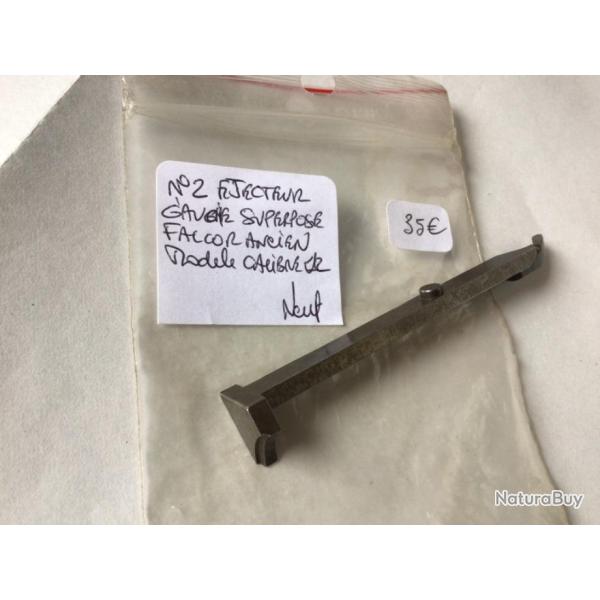 N°2 EJECTEUR
GAUCHE SUPERPOSE
FALCOR ANCIEN
Modele CALIBRE 12
Neuf
35€
NaturaBuy